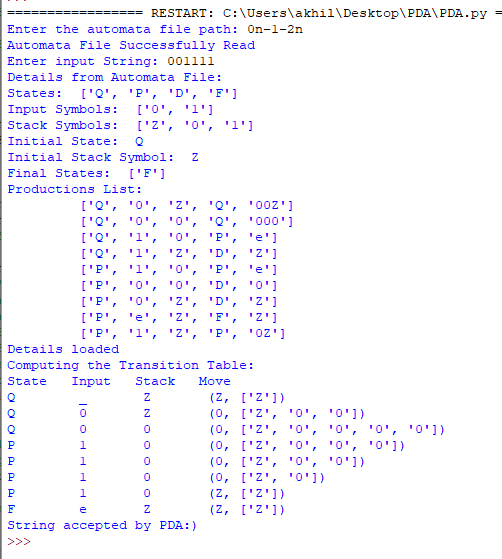 ================= RESTART: C:\Users\akhil\Desktop\PDA\PDA.py =
Enter the automata file path: 0n-1-2n
Automata File Successfully Read
Enter input String: 001111
Details from Automata File:
States:  ['Q', 'P', 'D', 'F']
Input Symbols:  ['0', '1']
Stack Symbols:  ['Z', '0', '1']
Initial State:  Q
Initial Stack Symbol:  Z
Final States:  ['F']
Productions List:
['Q', '0', 'Z', 'Q', '00Z']
['Q', '0', '0', 'Q', '000']
['Q', '1', '0', 'P', 'e']
['Q', '1', 'Z', 'D', 'Z']
['P', '1', '0', 'P', 'e']
['P', '0', '0', 'D', '0']
['P', '0', 'Z', 'D', 'Z']
['P', 'e', 'Z', 'F', 'Z']
['P', '1', 'Z', 'P', '0Z']
Details loaded
Computing the Transition Table:
State   Input   Stack   Move
Q       _       Z       (Z, ['Z'])
Q       0       Z       (0, ['Z', '0', '0'])
Q       0       0       (0, ['Z', '0', '0', '0', '0'])
P       1       0       (0, ['Z', '0', '0', '0'])
P       1       0       (0, ['Z', '0', '0'])
P       1       0       (0, ['Z', '0'])
P       1       0       (Z, ['Z'])
F       e       Z       (Z, ['Z'])
String accepted by PDA:)
>>>